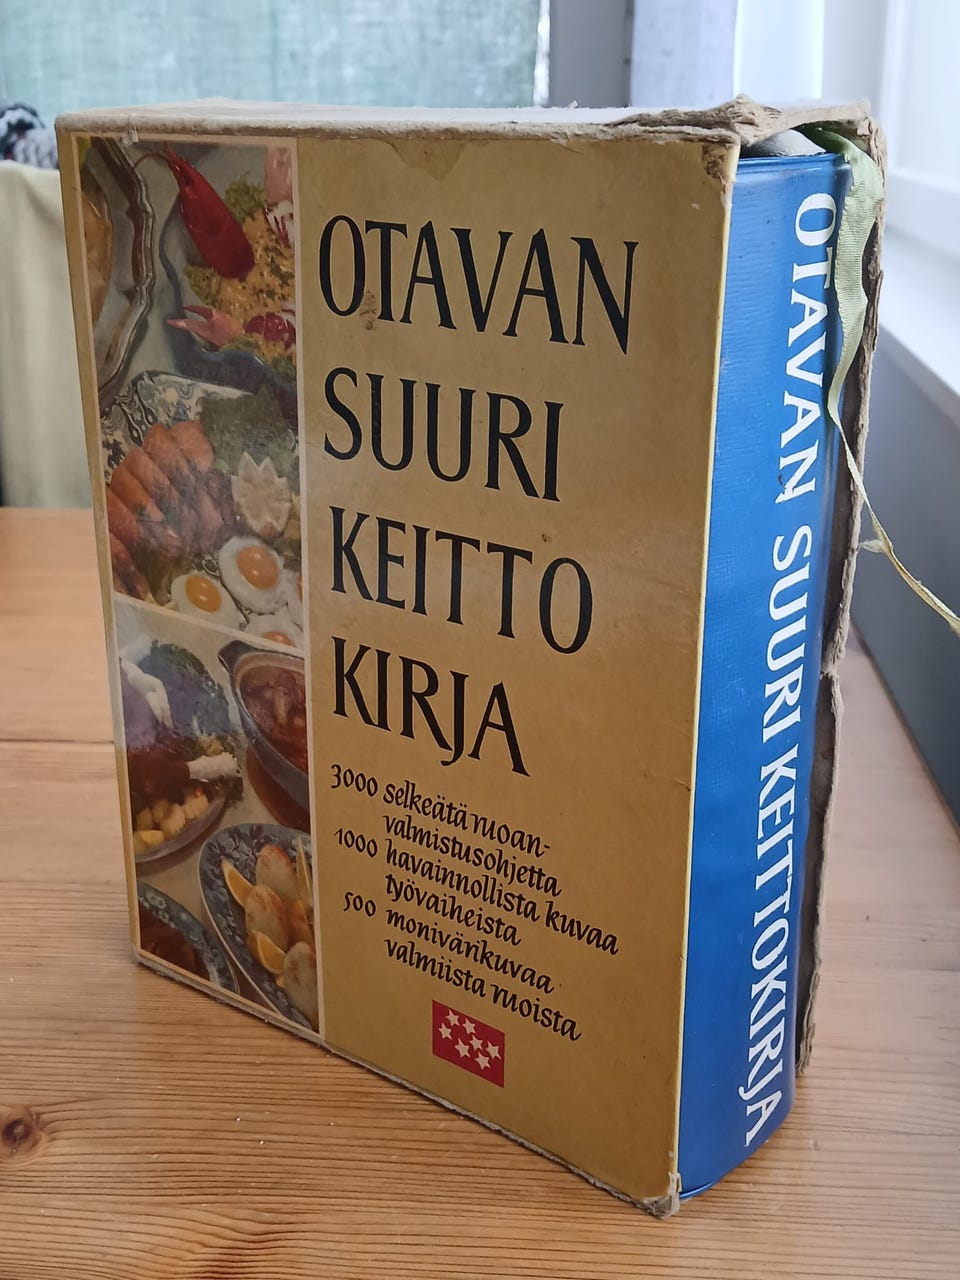 OTAVAN
SUURI
KEITTO
KIRJA
3000 selkeätä ruoan-
valmistusohjetta
1000 havainnollista kuvaa
työvaiheista
500 monivärikuvaa
valmiista ruoista
OTAVAN SUURI KEITTOKIRJA